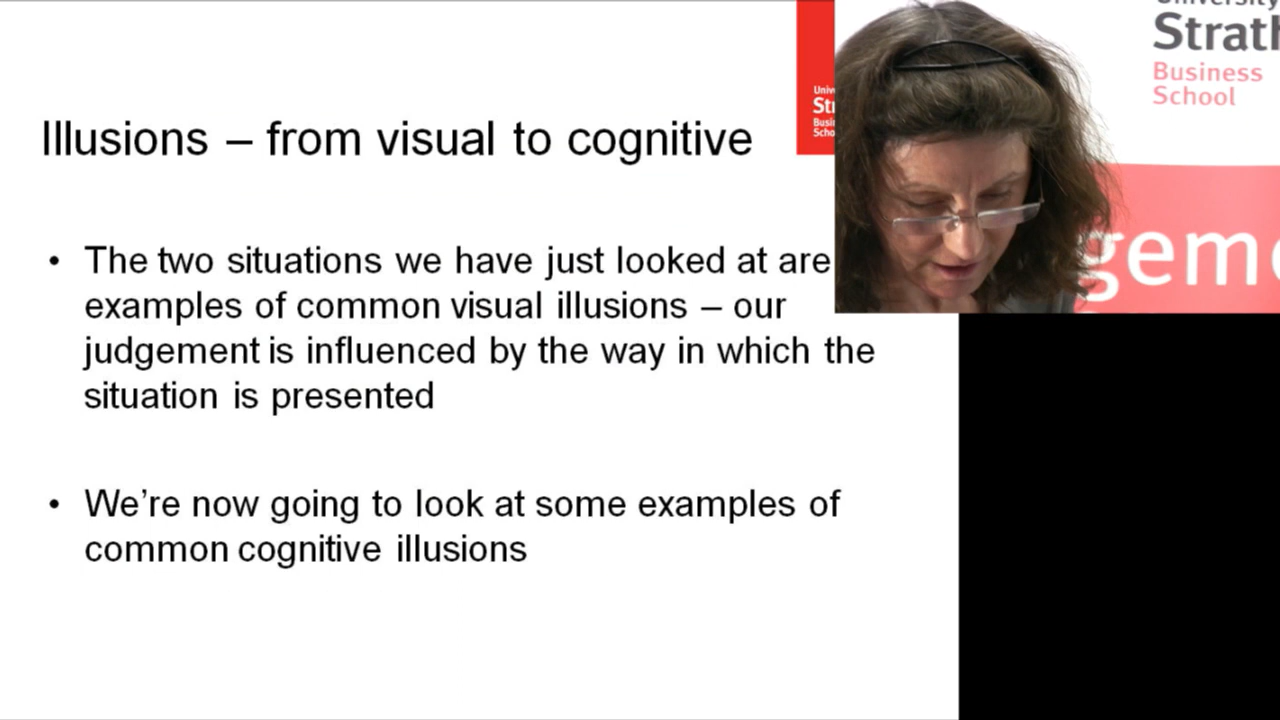 Illusions – from visual to cognitive
• The two situations we have just looked at are
examples of common visual illusions – our
judgement is influenced by the way in which the
situation is presented
• We’re now going to look at some examples of
common cognitive illusions
University
Strath
Business
School
geme